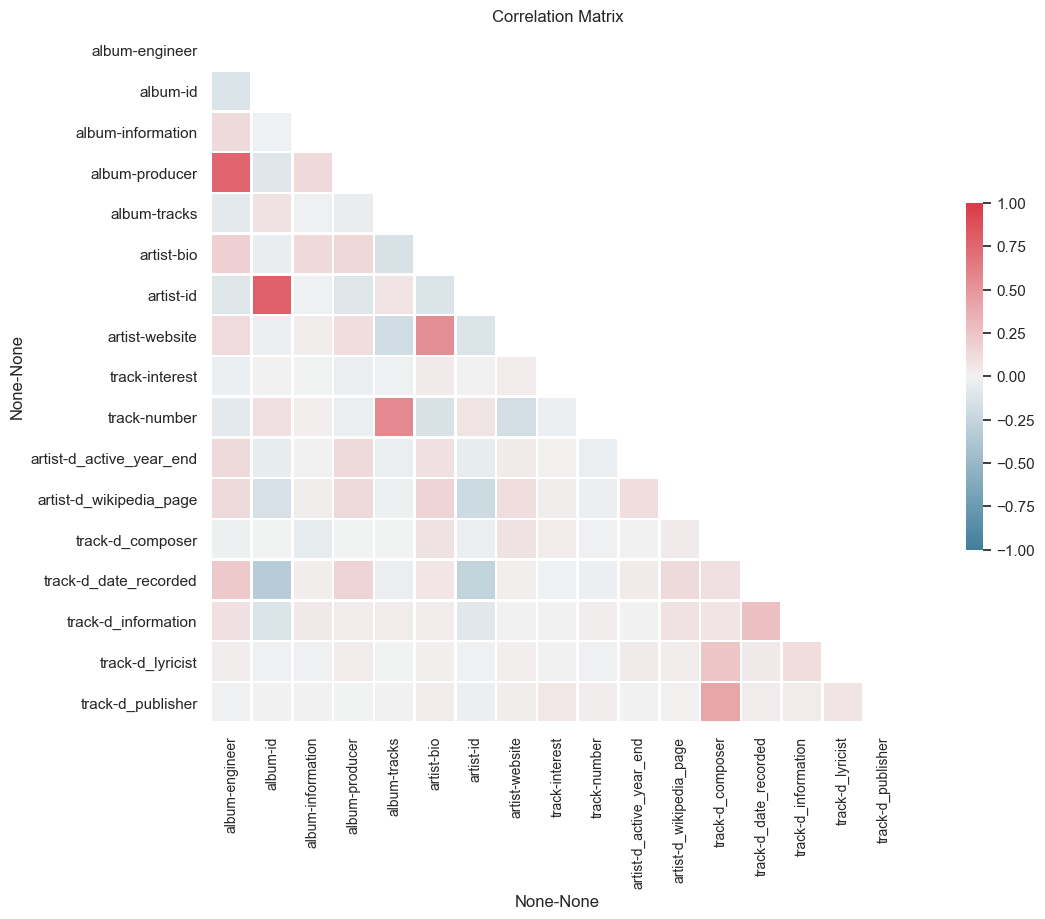 Correlation Matrix
album-engineer
album-id
album-information
album-producer
album-tracks
artist-bio
artist-id
artist-website
track-interest
track-number
artist-d_active_year_end
artist-d_wikipedia_page
track-d_composer
track-d_date_recorded
track-d_information
track-d_lyricist
track-d_publisher
None-None
1.00
0.75
0.50
0.25
0.00
−0.25
−0.50
−0.75
−1.00
album-engineer
album-id
album-information
album-producer
album-tracks
artist-bio
artist-id
artist-website
track-interest
track-number
artist-d_active_year_end
artist-d_wikipedia_page
track-d_composer
track-d_date_recorded
track-d_information
track-d_lyricist
track-d_publisher
None-None